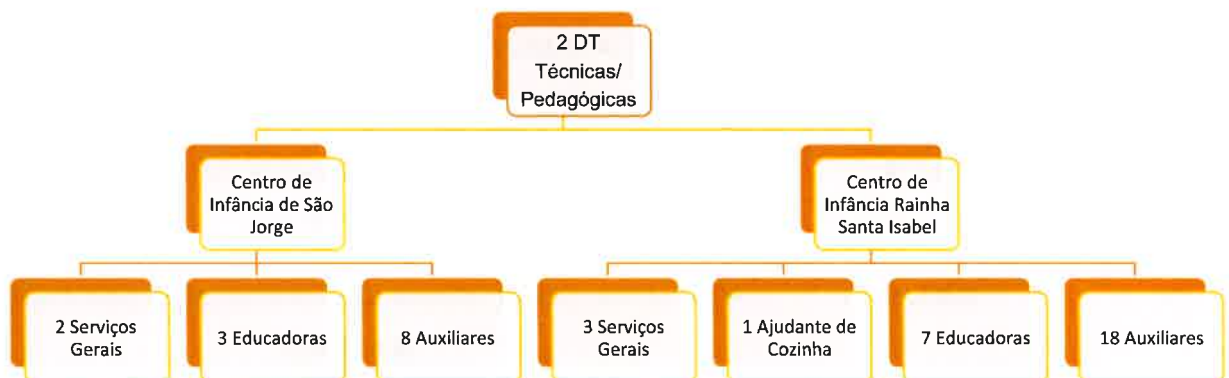 2 DT
Técnicas/
Pedagógicas
Centro de
Infância de São
Jorge
Centro de
Infância Rainha
Santa Isabel
2 Serviços
Gerais
3 Educadoras
8 Auxiliares
3 Serviços
Gerais
1 Ajudante de
Cozinha
7 Educadoras
18 Auxiliares